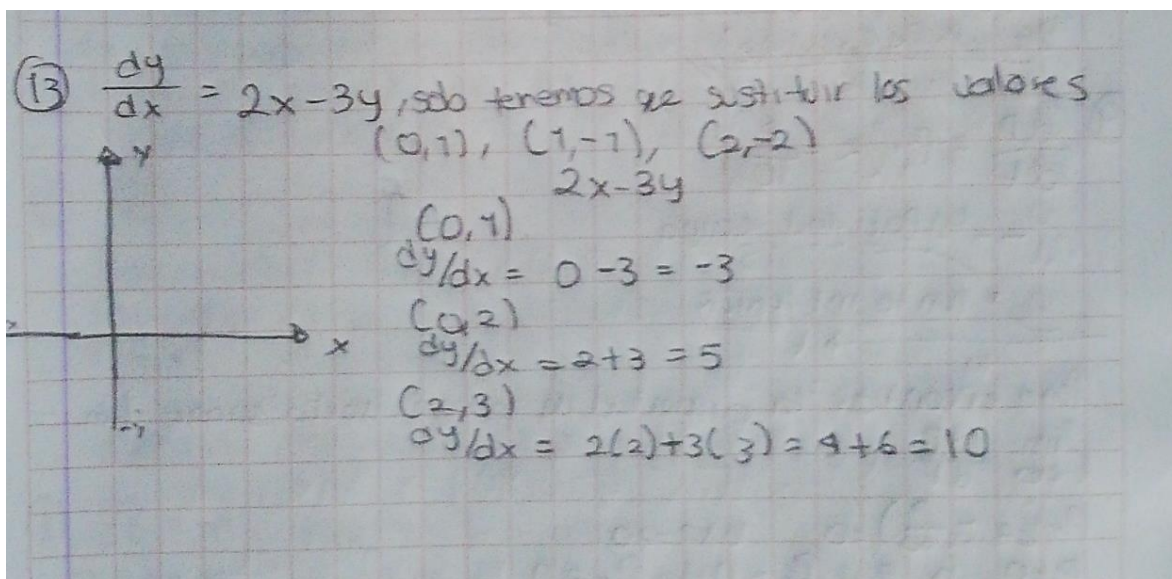 13 dy/dx = 2x-3y, solo tenemos que sustituir los valores
(0,1), (1,-1), (2,-2)
y
2x-3y
(0,1)
dy/dx = 0-3 = -3
(0,2)
x
dy/dx = 2+3 = 5
(2,3)
dy/dx = 2(2)+3(3) = 4+6 = 10